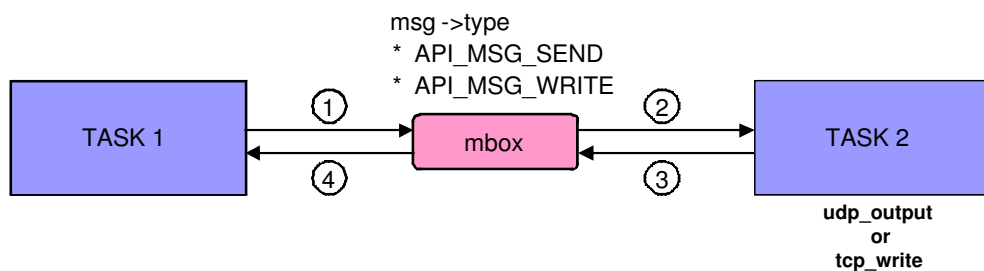 msg ->type
* API_MSG_SEND
* API_MSG_WRITE
TASK 1
1
mbox
2
TASK 2
4
3
udp_output
or
tcp_write